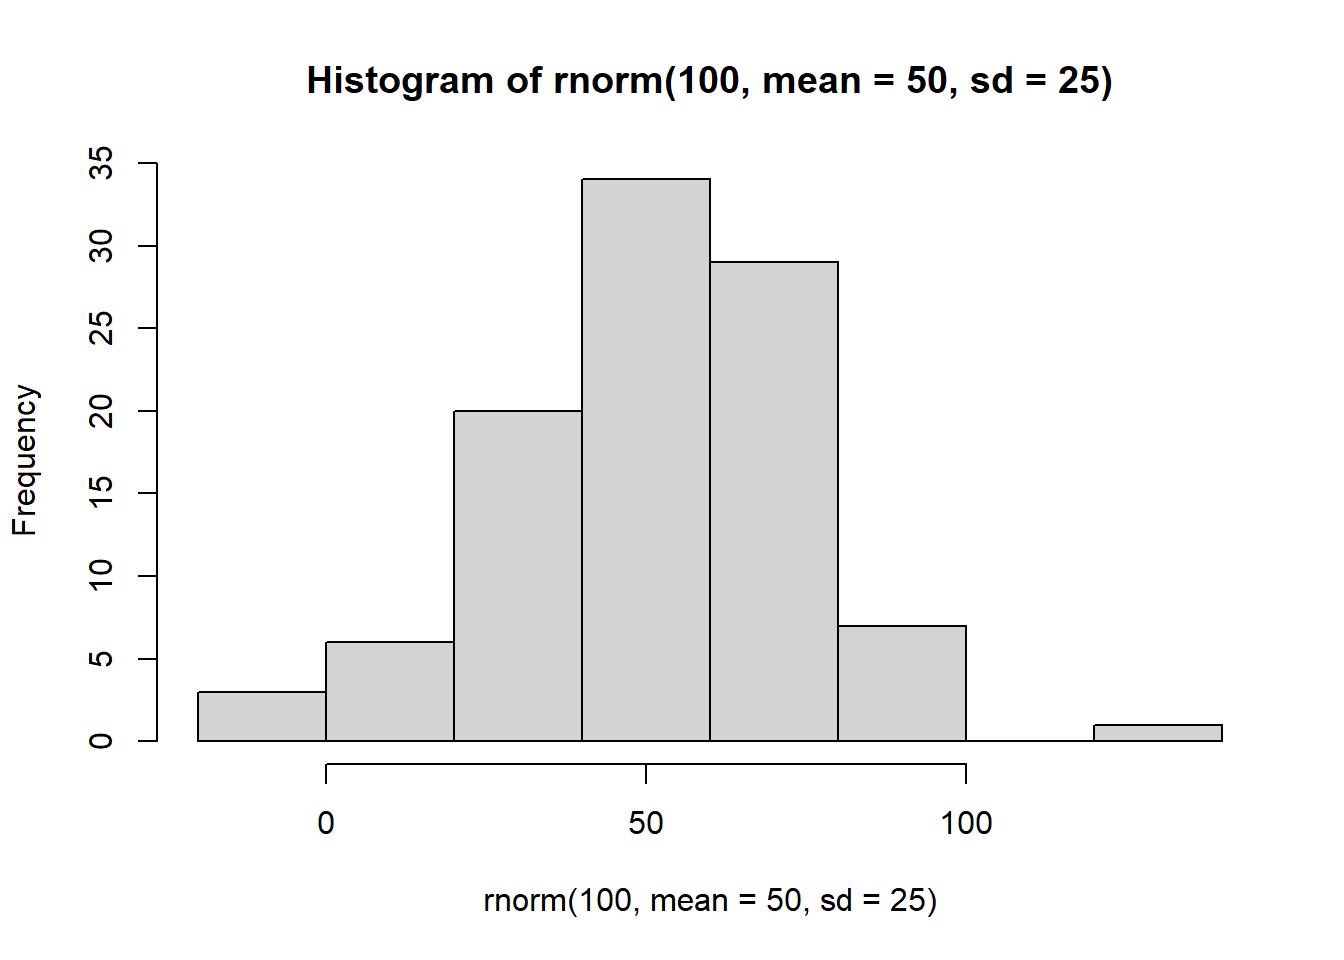 Histogram of rnorm(100, mean = 50, sd = 25)
Frequency
35
30
25
20
15
10
5
0
0 50 100
rnorm(100, mean = 50, sd = 25)